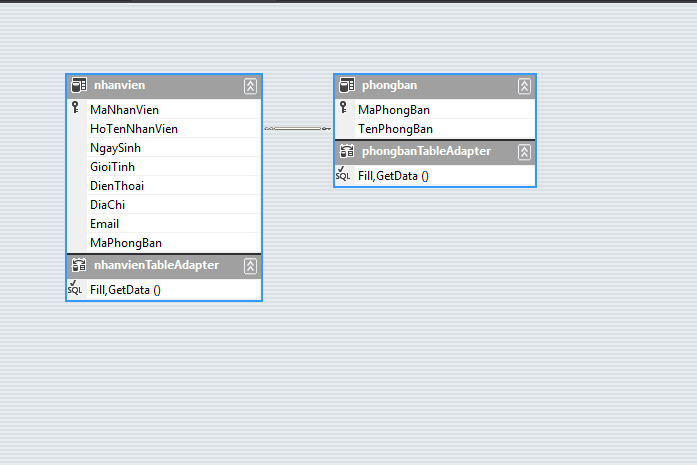 nhanvien
MaNhanVien
HoTenNhanVien
NgaySinh
GioiTinh
DienThoai
DiaChi
Email
MaPhongBan
nhanvienTableAdapter
SQL Fill,GetData ()
phongban
MaPhongBan
TenPhongBan
phongbanTableAdapter
SQL Fill,GetData ()